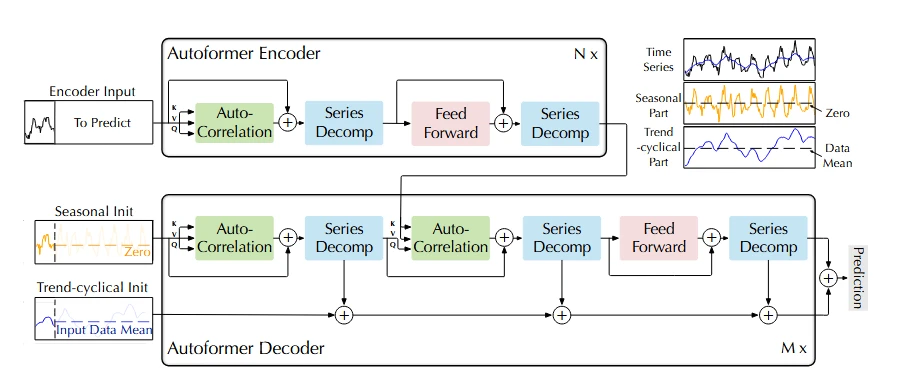 Autoformer Encoder
N x
Encoder Input
To Predict
K
V
Q
Auto-
Correlation
+
Series
Decomp
Feed
Forward
+
Series
Decomp
Time
Series
Seasonal
Part
Zero
Trend
-cyclical
Part
Data
Mean
Seasonal Init
Zero
K
V
Q
Auto-
Correlation
+
Series
Decomp
K
V
Q
Auto-
Correlation
+
Series
Decomp
Feed
Forward
+
Series
Decomp
+
Prediction
Trend-cyclical Init
Input Data Mean
+
+
+
Autoformer Decoder
M x